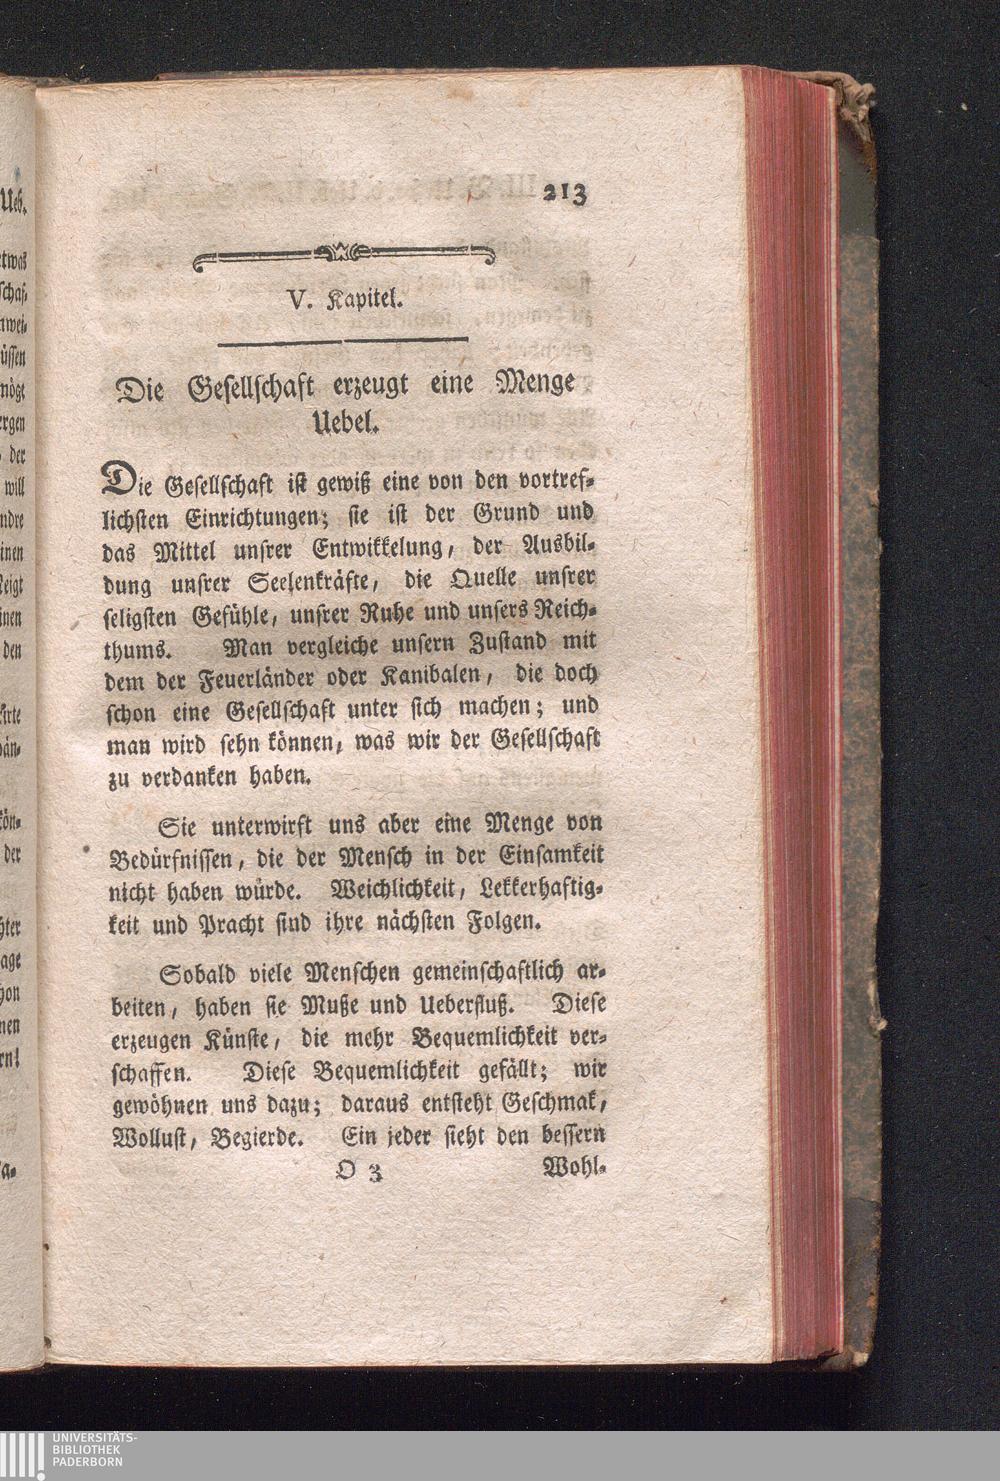 213
V. Kapitel.
Die Gesellschaft erzeugt eine Menge
Uebel.
Die Gesellschaft ist gewiß eine von den vortref-
lichsten Einrichtungen; sie ist der Grund und
das Mittel unsrer Entwikkelung, der Ausbil-
dung unsrer Seelenkräfte, die Quelle unsrer
seligsten Gefühle, unsrer Ruhe und unsers Reich-
thums. Man vergleiche unsern Zustand mit
dem der Feuerländer oder Kanibalen, die doch
schon eine Gesellschaft unter sich machen; und
man wird sehn können, was wir der Gesellschaft
zu verdanken haben.
Sie unterwirft uns aber eine Menge von
Bedürfnissen, die der Mensch in der Einsamkeit
nicht haben würde. Weichlichkeit, Lekkerhaftig-
keit und Pracht sind ihre nächsten Folgen.
Sobald viele Menschen gemeinschaftlich ar-
beiten, haben sie Muße und Ueberfluß. Diese
erzeugen Künste, die mehr Bequemlichkeit ver-
schaffen. Diese Bequemlichkeit gefällt; wir
gewöhnen uns dazu; daraus entsteht Geschmak,
Wollust, Begierde. Ein jeder sieht den bessern
O 3 Wohl-
UNIVERSITÄTS-
BIBLIOTHEK
PADERBORN